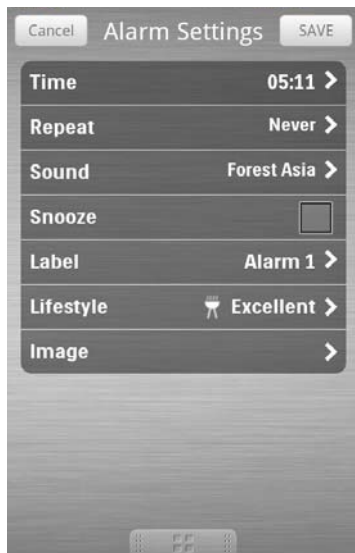 Cancel Alarm Settings SAVE
Time 05:11
Repeat Never
Sound Forest Asia
Snooze
Label Alarm 1
Lifestyle Excellent
Image